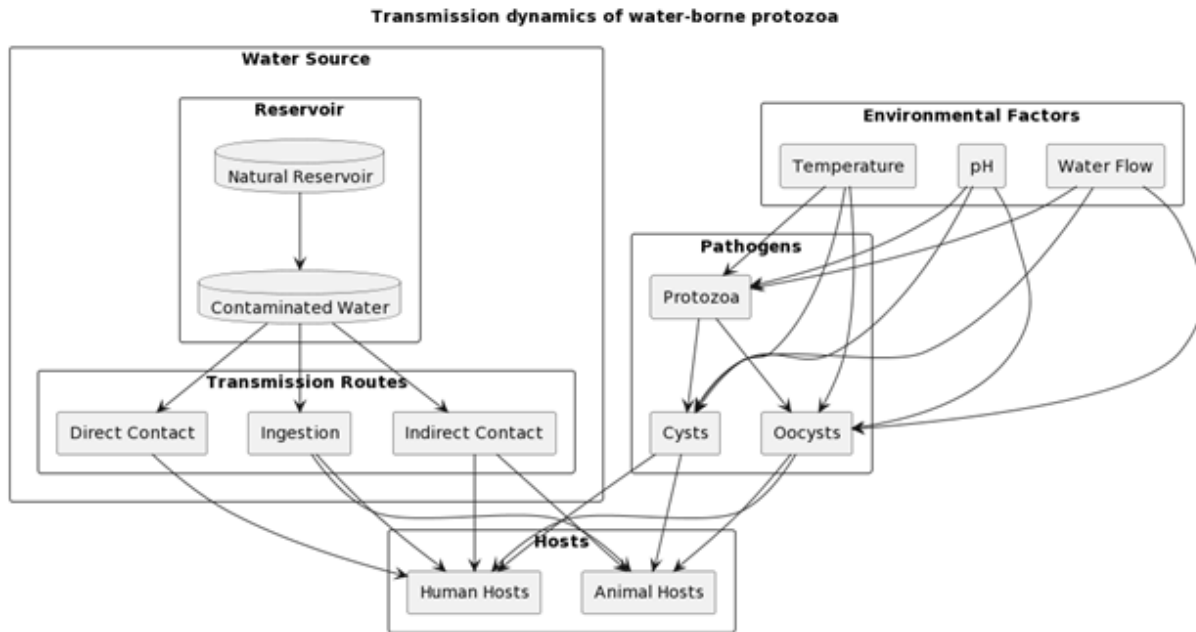 Transmission dynamics of water-borne protozoa
Water Source
Reservoir
Natural Reservoir
Contaminated Water
Transmission Routes
Direct Contact
Ingestion
Indirect Contact
Environmental Factors
Temperature
pH
Water Flow
Pathogens
Protozoa
Cysts
Oocysts
Hosts
Human Hosts
Animal Hosts